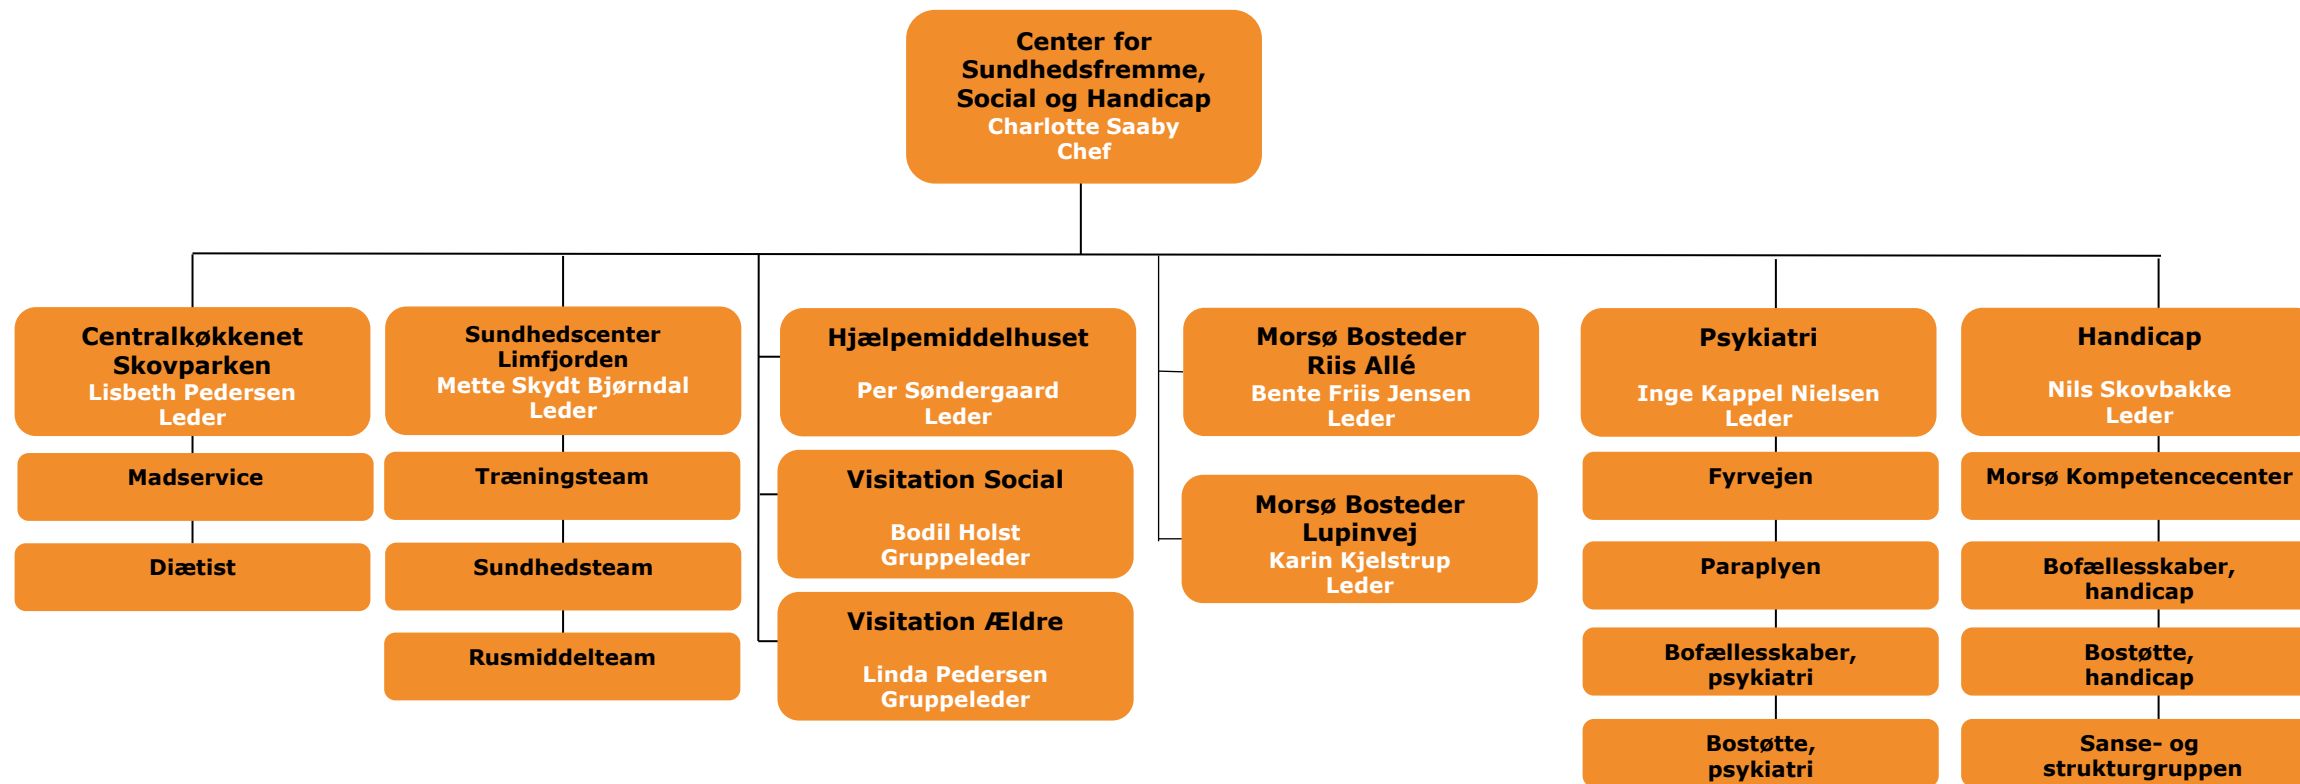 Center for
Sundhedsfremme,
Social og Handicap
Charlotte Saaby
Chef
Centralkøkkenet
Skovparken
Lisbeth Pedersen
Leder
Madservice
Diætist
Sundhedscenter
Limfjorden
Mette Skydt Bjørndal
Leder
Træningsteam
Sundhedsteam
Rusmiddelteam
Hjælpemiddelhuset
Per Søndergaard
Leder
Visitation Social
Bodil Holst
Gruppeleder
Visitation Ældre
Linda Pedersen
Gruppeleder
Morsø Bosteder
Riis Allé
Bente Friis Jensen
Leder
Morsø Bosteder
Lupinvej
Karin Kjelstrup
Leder
Psykiatri
Inge Kappel Nielsen
Leder
Fyrvejen
Paraplyen
Bofællesskaber,
psykiatri
Bostøtte,
psykiatri
Handicap
Nils Skovbakke
Leder
Morsø Kompetencecenter
Bofællesskaber,
handicap
Bostøtte,
handicap
Sanse- og
strukturgruppen